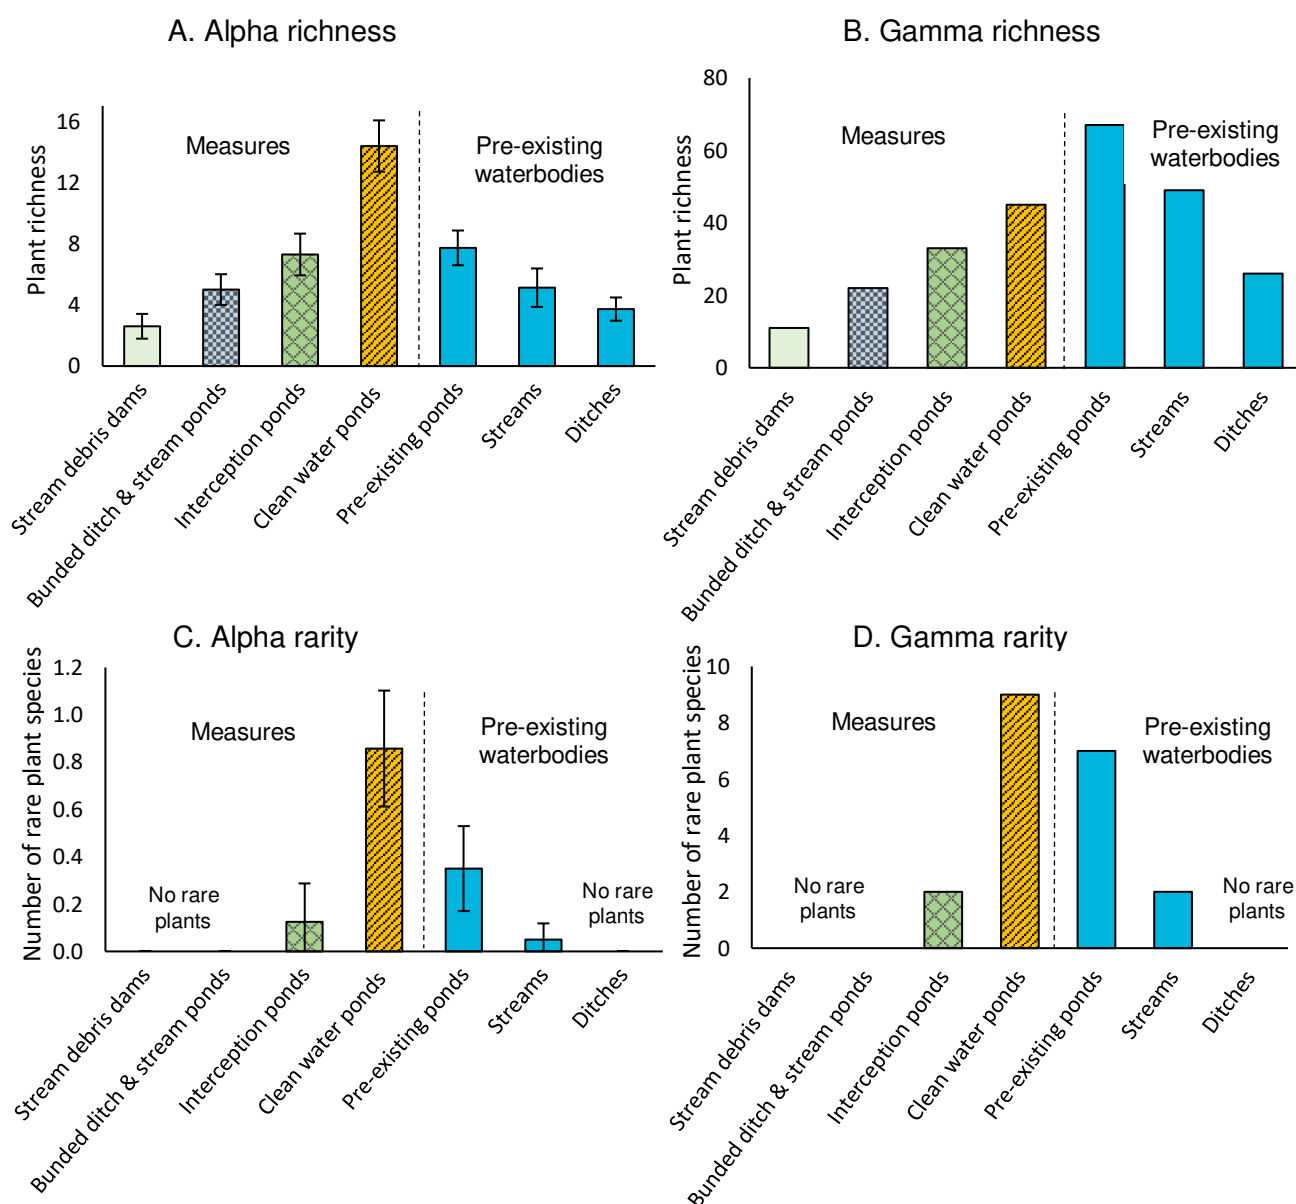 A. Alpha richness
Plant richness
16
12
8
4
0
Measures
Pre-existing
waterbodies
Stream debris dams
Bunded ditch & stream ponds
Interception ponds
Clean water ponds
Pre-existing ponds
Streams
Ditches
B. Gamma richness
Plant richness
80
60
40
20
0
Measures
Pre-existing
waterbodies
Stream debris dams
Bunded ditch & stream ponds
Interception ponds
Clean water ponds
Pre-existing ponds
Streams
Ditches
C. Alpha rarity
Number of rare plant species
1.2
1.0
0.8
0.6
0.4
0.2
0.0
Measures
Pre-existing
waterbodies
No rare
plants
No rare
plants
Stream debris dams
Bunded ditch & stream ponds
Interception ponds
Clean water ponds
Pre-existing ponds
Streams
Ditches
D. Gamma rarity
Number of rare plant species
10
8
6
4
2
0
Measures
Pre-existing
waterbodies
No rare
plants
No rare
plants
Stream debris dams
Bunded ditch & stream ponds
Interception ponds
Clean water ponds
Pre-existing ponds
Streams
Ditches